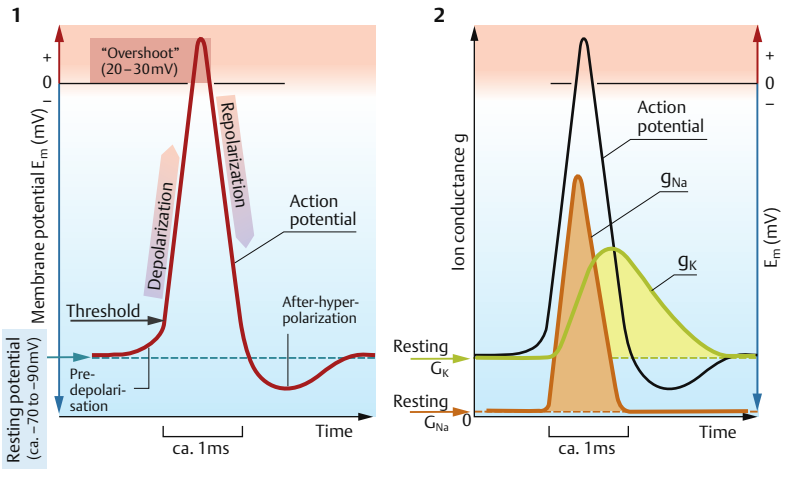 1
"Overshoot"
(20–30mV)
+
0
–
Membrane potential Em (mV)
Depolarization
Repolarization
Action
potential
Threshold
After-hyper-
polarization
Pre-
depolari-
sation
Resting potential
(ca. –70 to –90mV)
Time
ca. 1ms
2
+
0
–
Action
potential
gNa
gK
Ion conductance g
Em (mV)
Resting
GK
Resting
GNa
0
Time
ca. 1ms